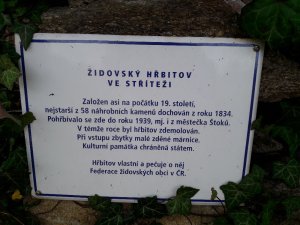 ŽIDOVSKÝ HŘBITOV
VE STŘÍTEŽI
Založen asi na počátku 19. století,
nejstarší z 58 náhrobních kamenů dochován z roku 1834.
Pohřbívalo se zde do roku 1939, mj. i z městečka Štoků.
V témže roce byl hřbitov zdemolován.
Při vstupu zbytky malé zděné márnice.
Kulturní památka chráněná státem.
Hřbitov vlastní a pečuje o něj
Federace židovských obcí v ČR.